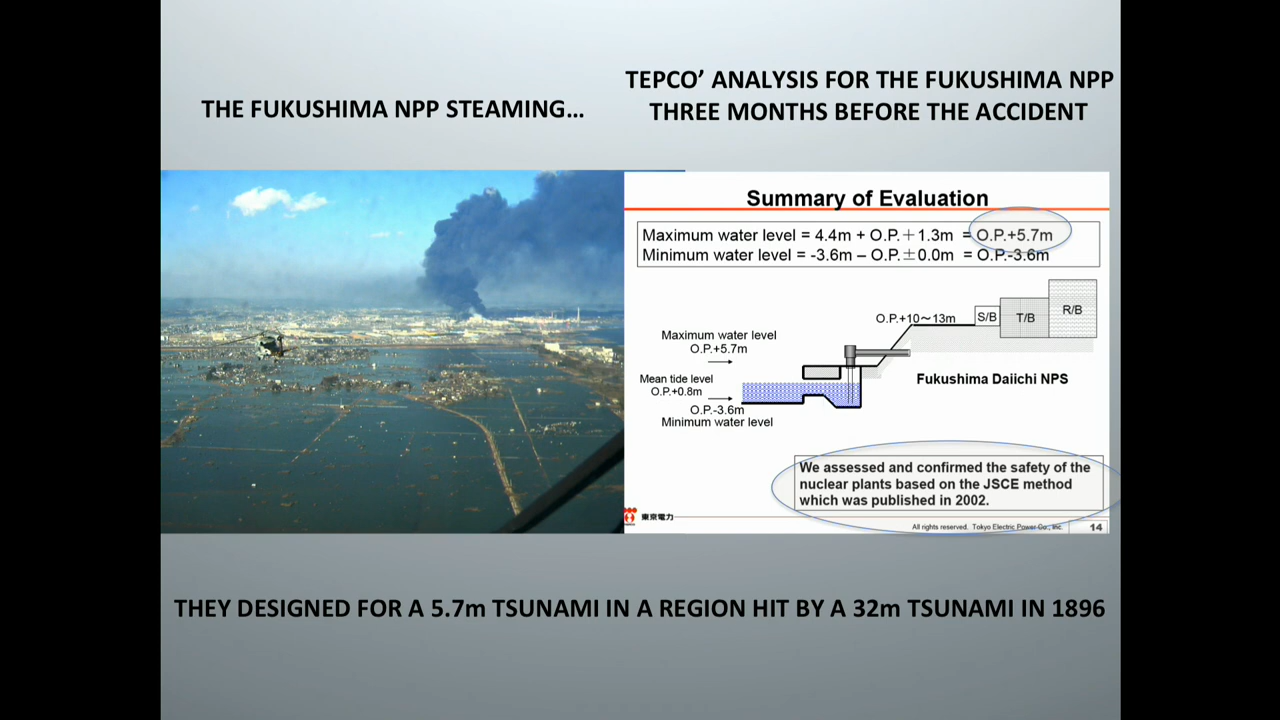 THE FUKUSHIMA NPP STEAMING...
TEPCO' ANALYSIS FOR THE FUKUSHIMA NPP
THREE MONTHS BEFORE THE ACCIDENT
Summary of Evaluation
Maximum water level = 4.4m + O.P.+1.3m = O.P.+5.7m
Minimum water level = -3.6m – O.P.±0.0m = O.P.-3.6m
O.P.+10～13m
S/B
T/B
R/B
Maximum water level
O.P.+5.7m
Mean tide level
O.P.+0.8m
O.P.-3.6m
Minimum water level
Fukushima Daiichi NPS
We assessed and confirmed the safety of the
nuclear plants based on the JSCE method
which was published in 2002.
東京電力
All rights reserved. Tokyo Electric Power Co., Inc.
14
THEY DESIGNED FOR A 5.7m TSUNAMI IN A REGION HIT BY A 32m TSUNAMI IN 1896